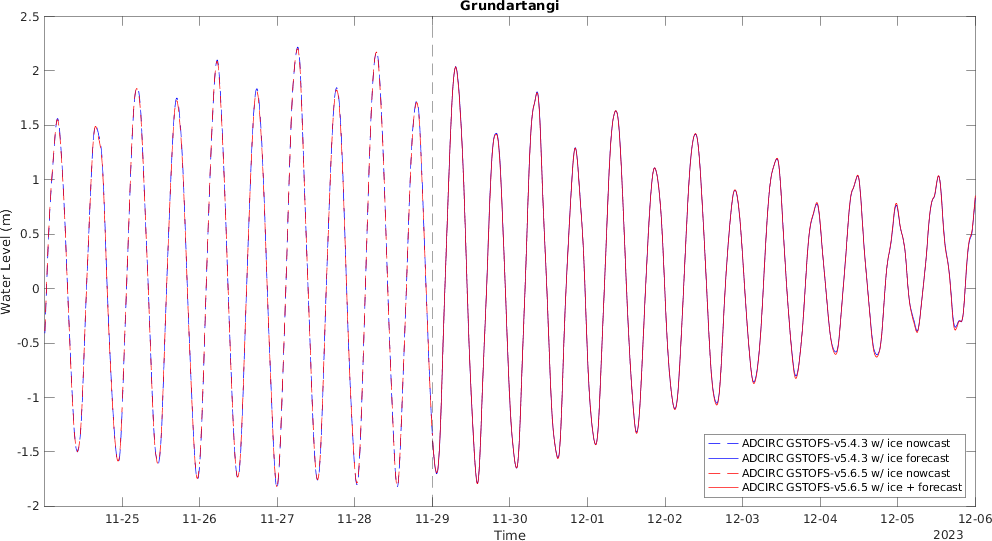 Grundartangi
2.5
2
1.5
1
0.5
0
-0.5
-1
-1.5
-2
Water Level (m)
ADCIRC GSTOFS-v5.4.3 w/ ice nowcast
ADCIRC GSTOFS-v5.4.3 w/ ice forecast
ADCIRC GSTOFS-v5.6.5 w/ ice nowcast
ADCIRC GSTOFS-v5.6.5 w/ ice + forecast
11-25 11-26 11-27 11-28 11-29 11-30 12-01 12-02 12-03 12-04 12-05 12-06
Time 2023